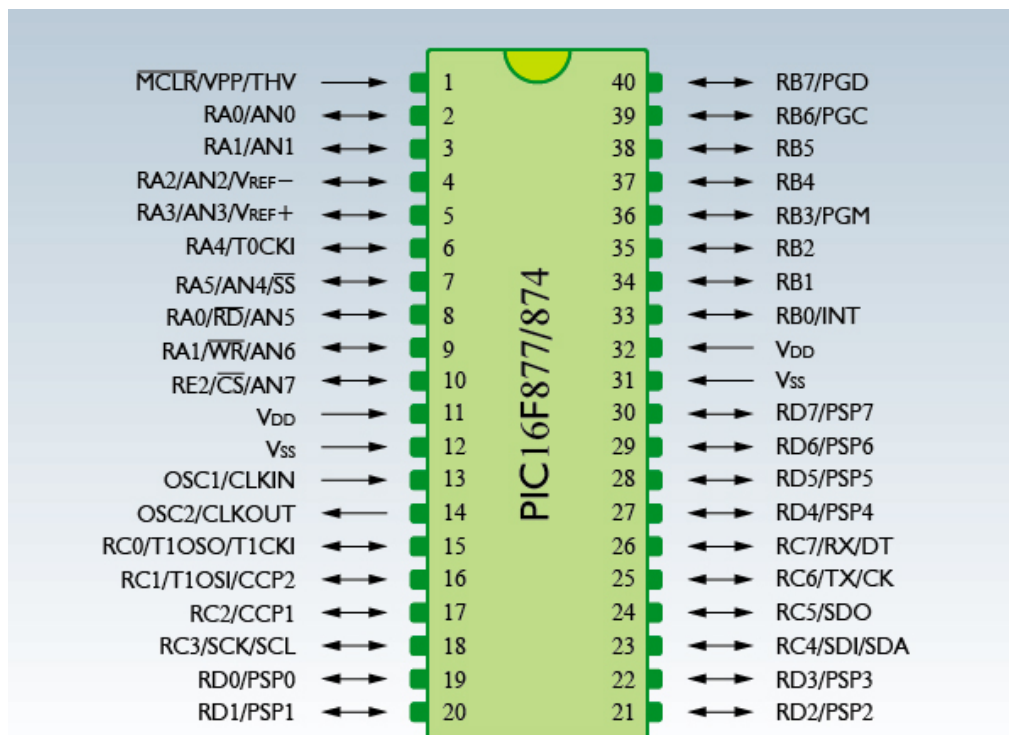 MCLR/VPP/THV 1 40 RB7/PGD
RA0/AN0 2 39 RB6/PGC
RA1/AN1 3 38 RB5
RA2/AN2/VREF− 4 37 RB4
RA3/AN3/VREF+ 5 36 RB3/PGM
RA4/T0CKI 6 35 RB2
RA5/AN4/SS 7 34 RB1
RA0/RD/AN5 8 33 RB0/INT
RA1/WR/AN6 9 32 VDD
RE2/CS/AN7 10 31 VSS
VDD 11 30 RD7/PSP7
VSS 12 29 RD6/PSP6
OSC1/CLKIN 13 28 RD5/PSP5
OSC2/CLKOUT 14 27 RD4/PSP4
RC0/T1OSO/T1CKI 15 26 RC7/RX/DT
RC1/T1OSI/CCP2 16 25 RC6/TX/CK
RC2/CCP1 17 24 RC5/SDO
RC3/SCK/SCL 18 23 RC4/SDI/SDA
RD0/PSP0 19 22 RD3/PSP3
RD1/PSP1 20 21 RD2/PSP2
PIC16F877/874